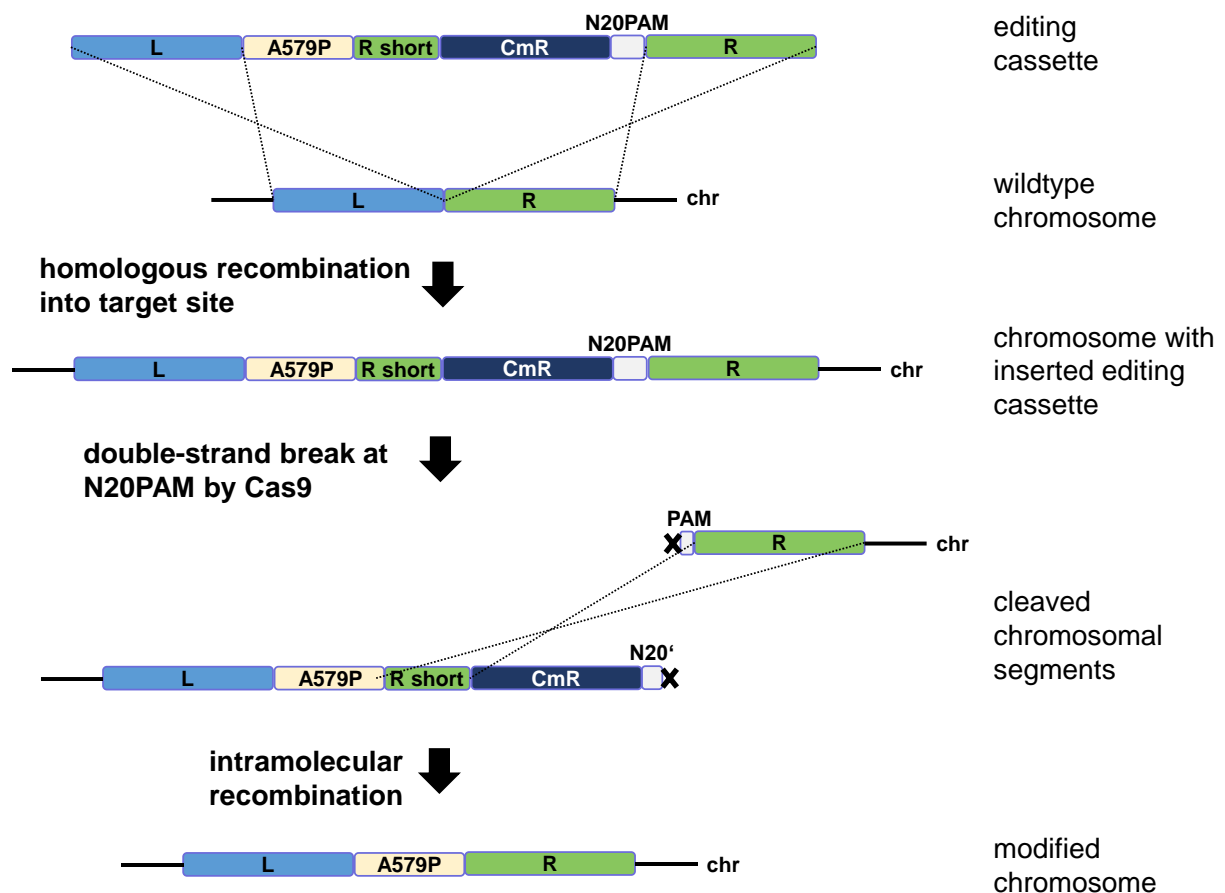 N20PAM
L A579P R short CmR R
editing
cassette
L R chr
wildtype
chromosome
homologous recombination
into target site
N20PAM
L A579P R short CmR R chr
chromosome with
inserted editing
cassette
double-strand break at
N20PAM by Cas9
PAM
R chr
N20‘
L A579P R short CmR
cleaved
chromosomal
segments
intramolecular
recombination
L A579P R chr
modified
chromosome